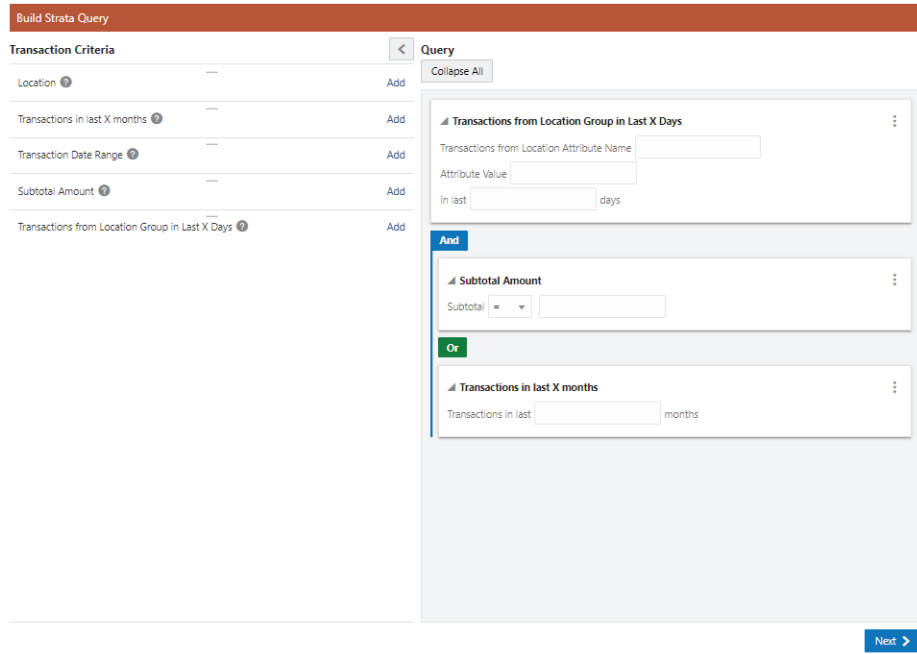 Build Strata Query
Transaction Criteria
Location ?
Add
Transactions in last X months ?
Add
Transaction Date Range ?
Add
Subtotal Amount ?
Add
Transactions from Location Group in Last X Days ?
Add
Query
Collapse All
Transactions from Location Group in Last X Days
Transactions from Location Attribute Name
Attribute Value
in last days
And
Subtotal Amount
Subtotal =
Or
Transactions in last X months
Transactions in last months
Next